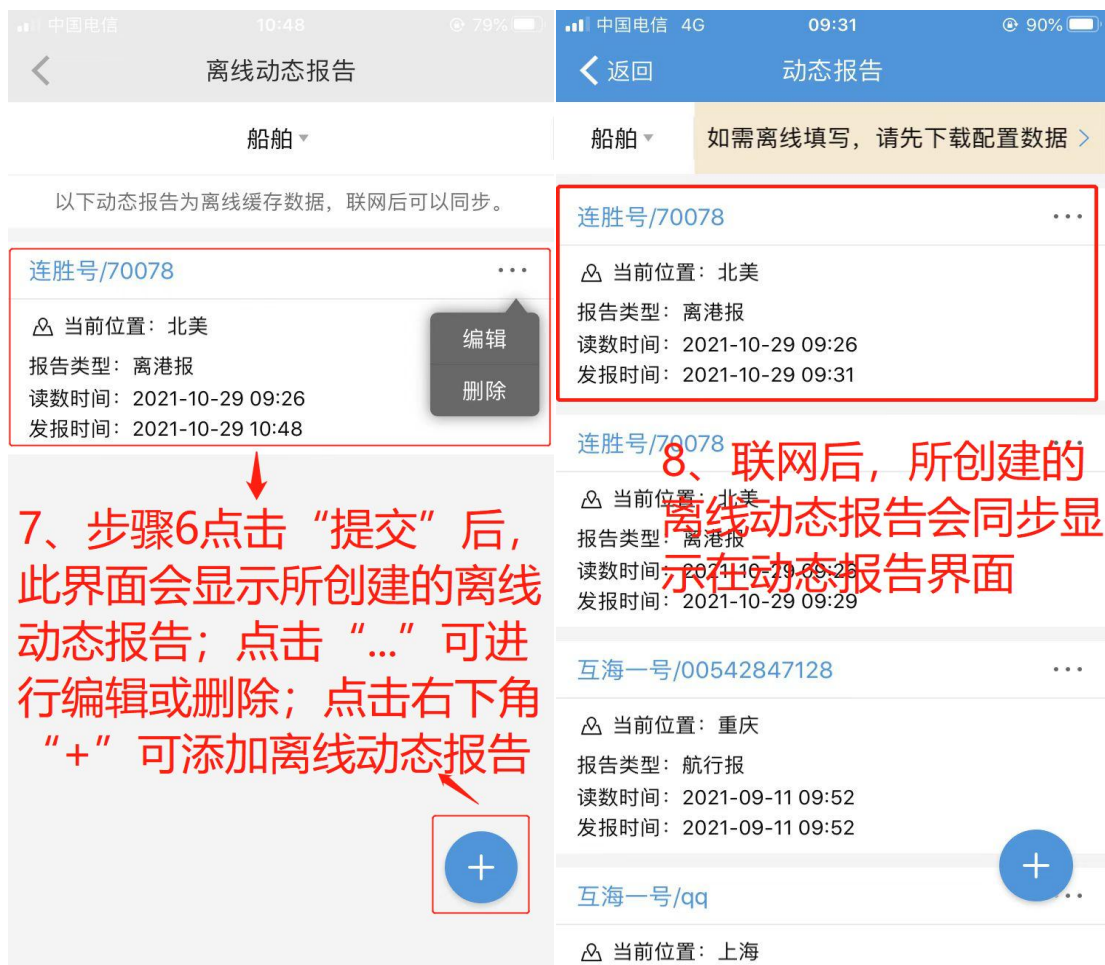 中国电信 10:48 79%
离线动态报告
船舶
以下动态报告为离线缓存数据，联网后可以同步。
连胜号/70078 ...
当前位置：北美
报告类型：离港报
读数时间：2021-10-29 09:26
发报时间：2021-10-29 10:48
编辑
删除
7、步骤6点击“提交”后，
此界面会显示所创建的离线
动态报告；点击“...”可进
行编辑或删除；点击右下角
“+”可添加离线动态报告
+
中国电信 4G 09:31 90%
返回 动态报告
船舶 如需离线填写，请先下载配置数据 >
连胜号/70078 ...
当前位置：北美
报告类型：离港报
读数时间：2021-10-29 09:26
发报时间：2021-10-29 09:31
连胜号/70078 ...
当前位置：北美
报告类型：离港报
读数时间：2021-10-29 09:26
发报时间：2021-10-29 09:29
8、联网后，所创建的
离线动态报告会同步显
示在动态报告界面
互海一号/00542847128 ...
当前位置：重庆
报告类型：航行报
读数时间：2021-09-11 09:52
发报时间：2021-09-11 09:52
+
互海一号/qq ...
当前位置：上海